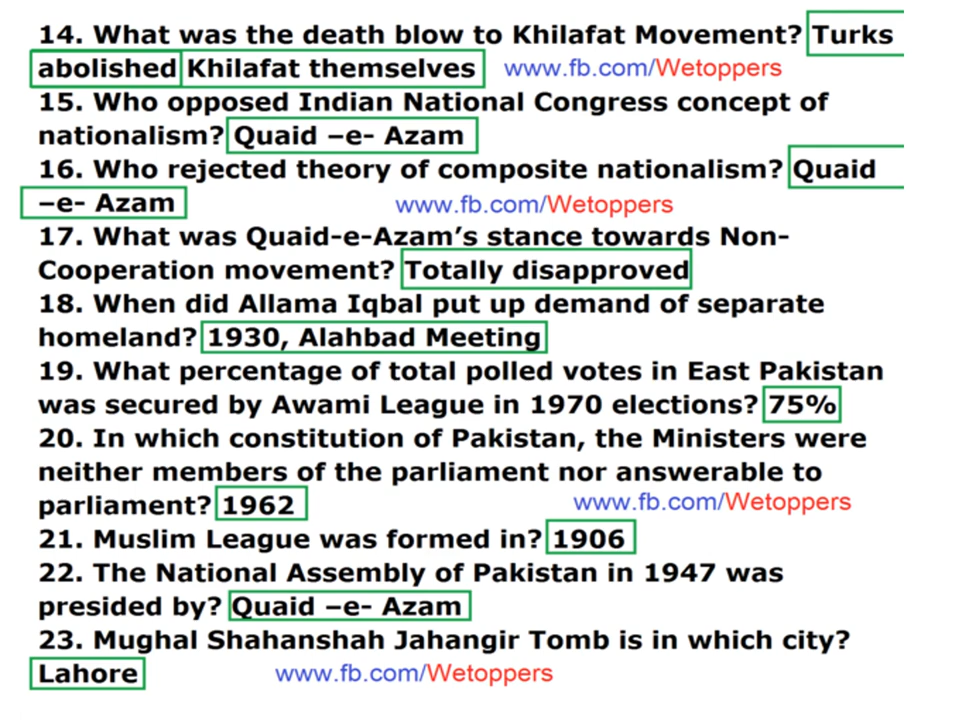 14. What was the death blow to Khilafat Movement? Turks
abolished Khilafat themselves www.fb.com/Wetoppers
15. Who opposed Indian National Congress concept of
nationalism? Quaid –e- Azam
16. Who rejected theory of composite nationalism? Quaid
–e- Azam www.fb.com/Wetoppers
17. What was Quaid-e-Azam’s stance towards Non-
Cooperation movement? Totally disapproved
18. When did Allama Iqbal put up demand of separate
homeland? 1930, Alahbad Meeting
19. What percentage of total polled votes in East Pakistan
was secured by Awami League in 1970 elections? 75%
20. In which constitution of Pakistan, the Ministers were
neither members of the parliament nor answerable to
parliament? 1962 www.fb.com/Wetoppers
21. Muslim League was formed in? 1906
22. The National Assembly of Pakistan in 1947 was
presided by? Quaid –e- Azam
23. Mughal Shahanshah Jahangir Tomb is in which city?
Lahore www.fb.com/Wetoppers